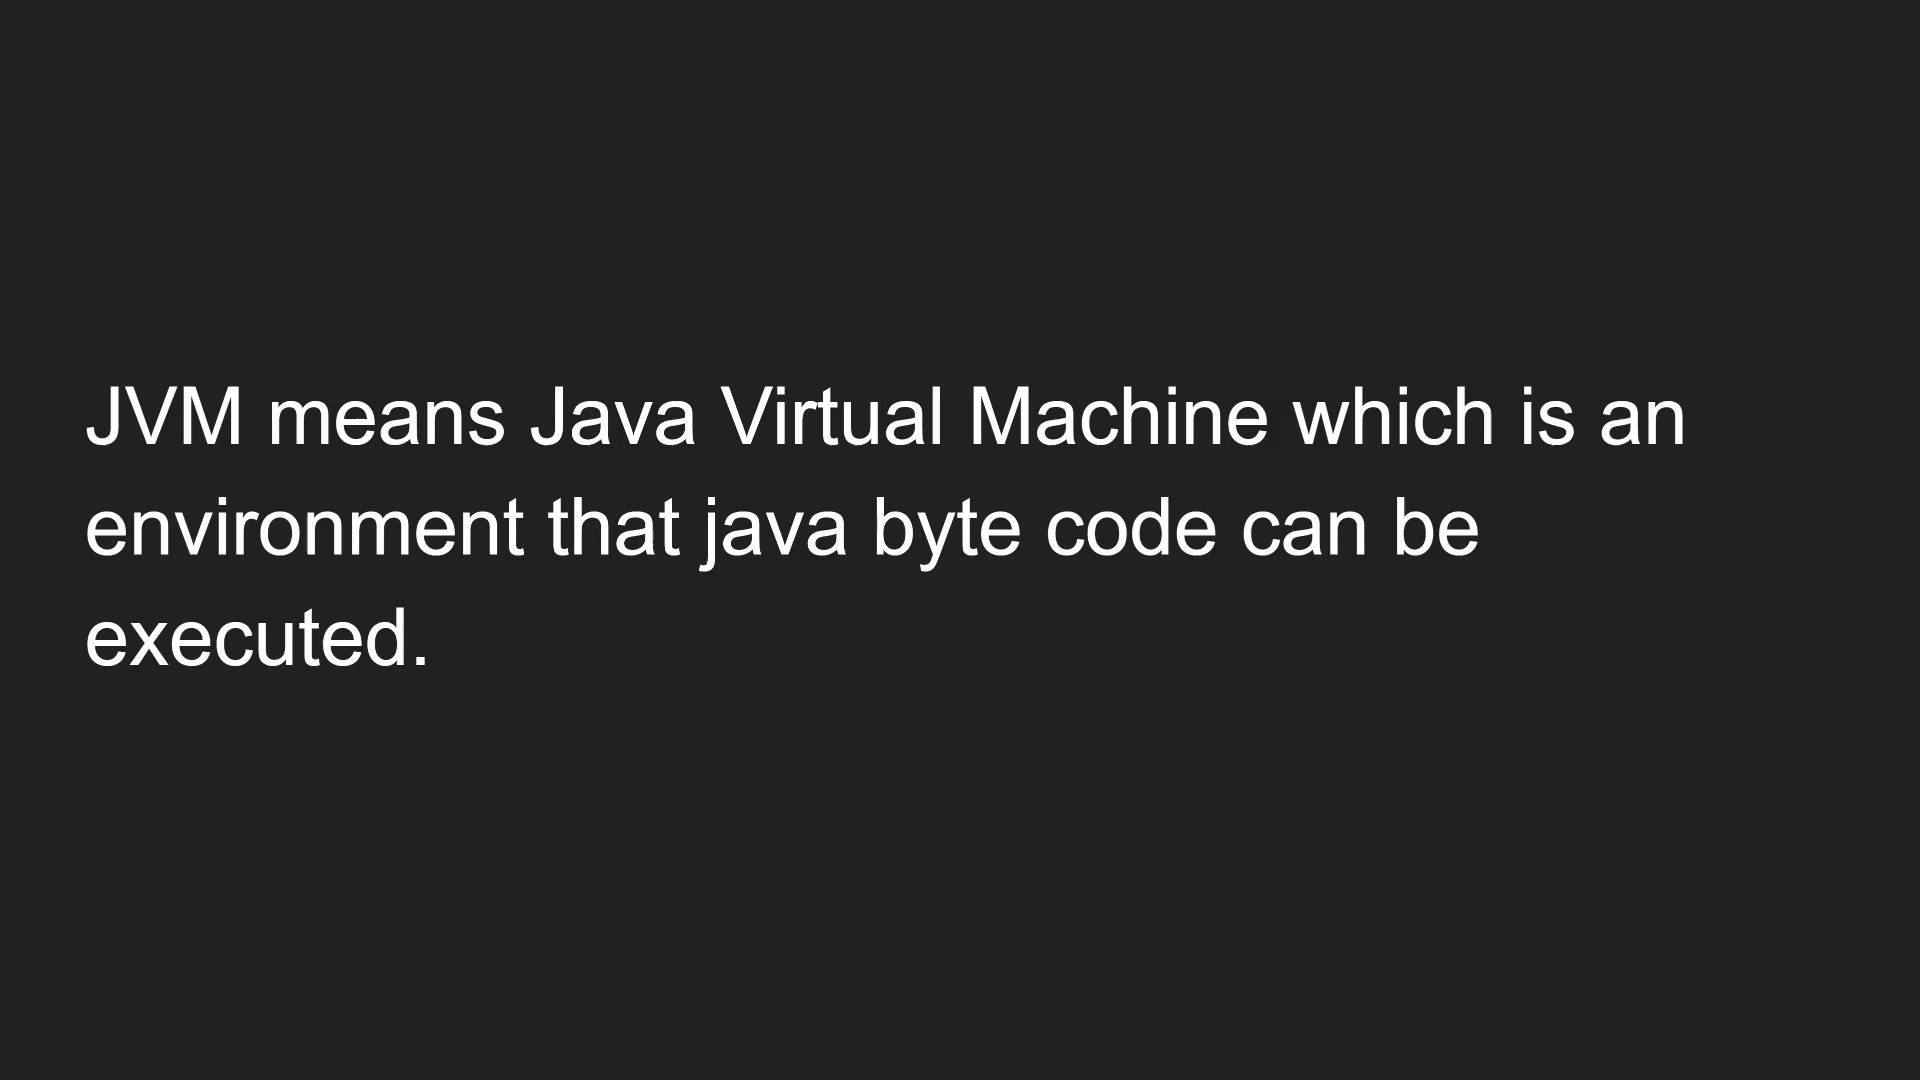 JVM means Java Virtual Machine which is an
environment that java byte code can be
executed.